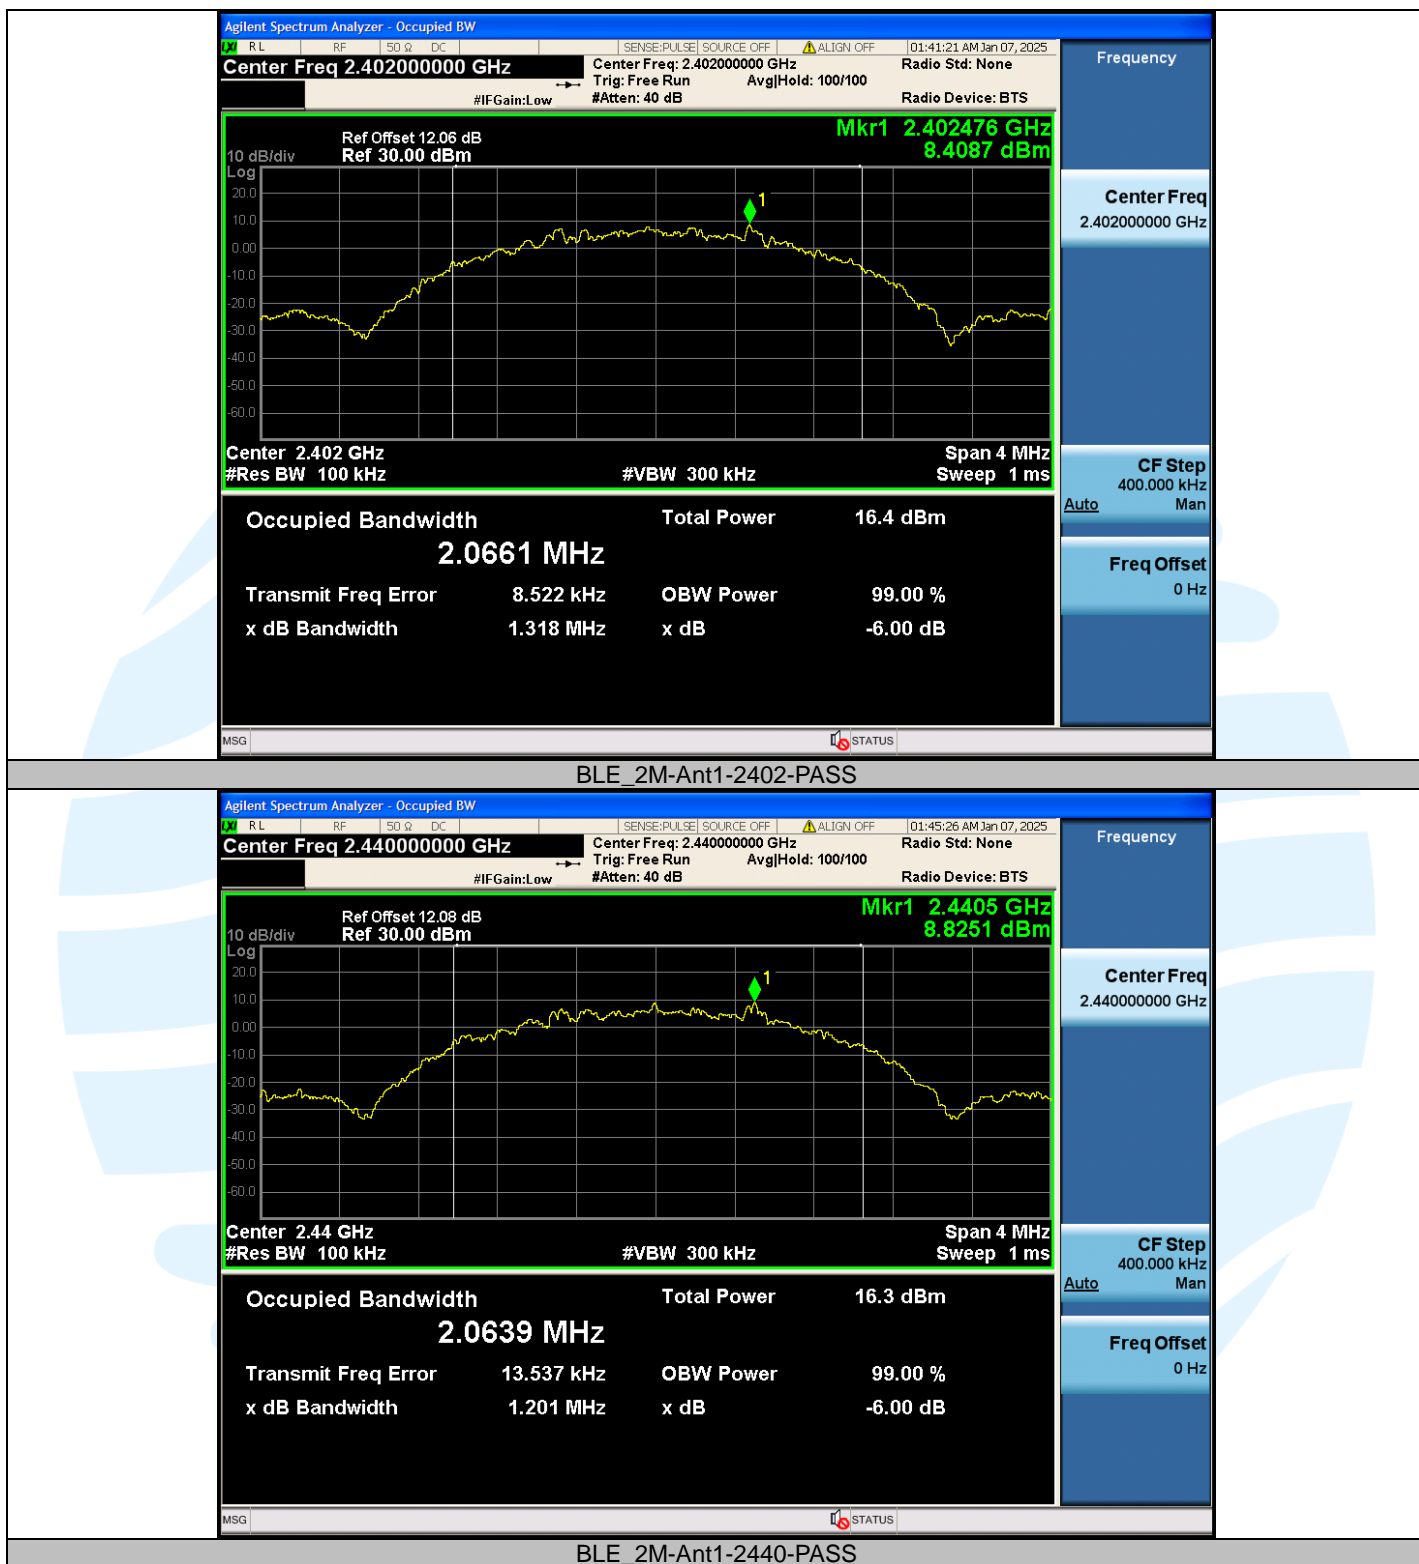 Agilent Spectrum Analyzer - Occupied BW
LXI RL RF 50 Ω DC SENSE:PULSE SOURCE OFF ALIGN OFF 01:41:21 AM Jan 07, 2025
Center Freq 2.402000000 GHz
Center Freq: 2.402000000 GHz Radio Std: None
Trig: Free Run Avg|Hold: 100/100
#IFGain:Low #Atten: 40 dB Radio Device: BTS
Frequency
Mkr1 2.402476 GHz
8.4087 dBm
Ref Offset 12.06 dB
10 dB/div Ref 30.00 dBm
Log
20.0
1
10.0
0.00
-10.0
-20.0
-30.0
-40.0
-50.0
-60.0
Center 2.402 GHz Span 4 MHz
#Res BW 100 kHz #VBW 300 kHz Sweep 1 ms
Center Freq
2.402000000 GHz
CF Step
400.000 kHz
Auto Man
Freq Offset
0 Hz
Occupied Bandwidth Total Power 16.4 dBm
2.0661 MHz
Transmit Freq Error 8.522 kHz OBW Power 99.00 %
x dB Bandwidth 1.318 MHz x dB -6.00 dB
MSG STATUS
BLE_2M-Ant1-2402-PASS
Agilent Spectrum Analyzer - Occupied BW
LXI RL RF 50 Ω DC SENSE:PULSE SOURCE OFF ALIGN OFF 01:45:26 AM Jan 07, 2025
Center Freq 2.440000000 GHz
Center Freq: 2.440000000 GHz Radio Std: None
Trig: Free Run Avg|Hold: 100/100
#IFGain:Low #Atten: 40 dB Radio Device: BTS
Frequency
Mkr1 2.4405 GHz
8.8251 dBm
Ref Offset 12.08 dB
10 dB/div Ref 30.00 dBm
Log
20.0
1
10.0
0.00
-10.0
-20.0
-30.0
-40.0
-50.0
-60.0
Center 2.44 GHz Span 4 MHz
#Res BW 100 kHz #VBW 300 kHz Sweep 1 ms
Center Freq
2.440000000 GHz
CF Step
400.000 kHz
Auto Man
Freq Offset
0 Hz
Occupied Bandwidth Total Power 16.3 dBm
2.0639 MHz
Transmit Freq Error 13.537 kHz OBW Power 99.00 %
x dB Bandwidth 1.201 MHz x dB -6.00 dB
MSG STATUS
BLE_2M-Ant1-2440-PASS